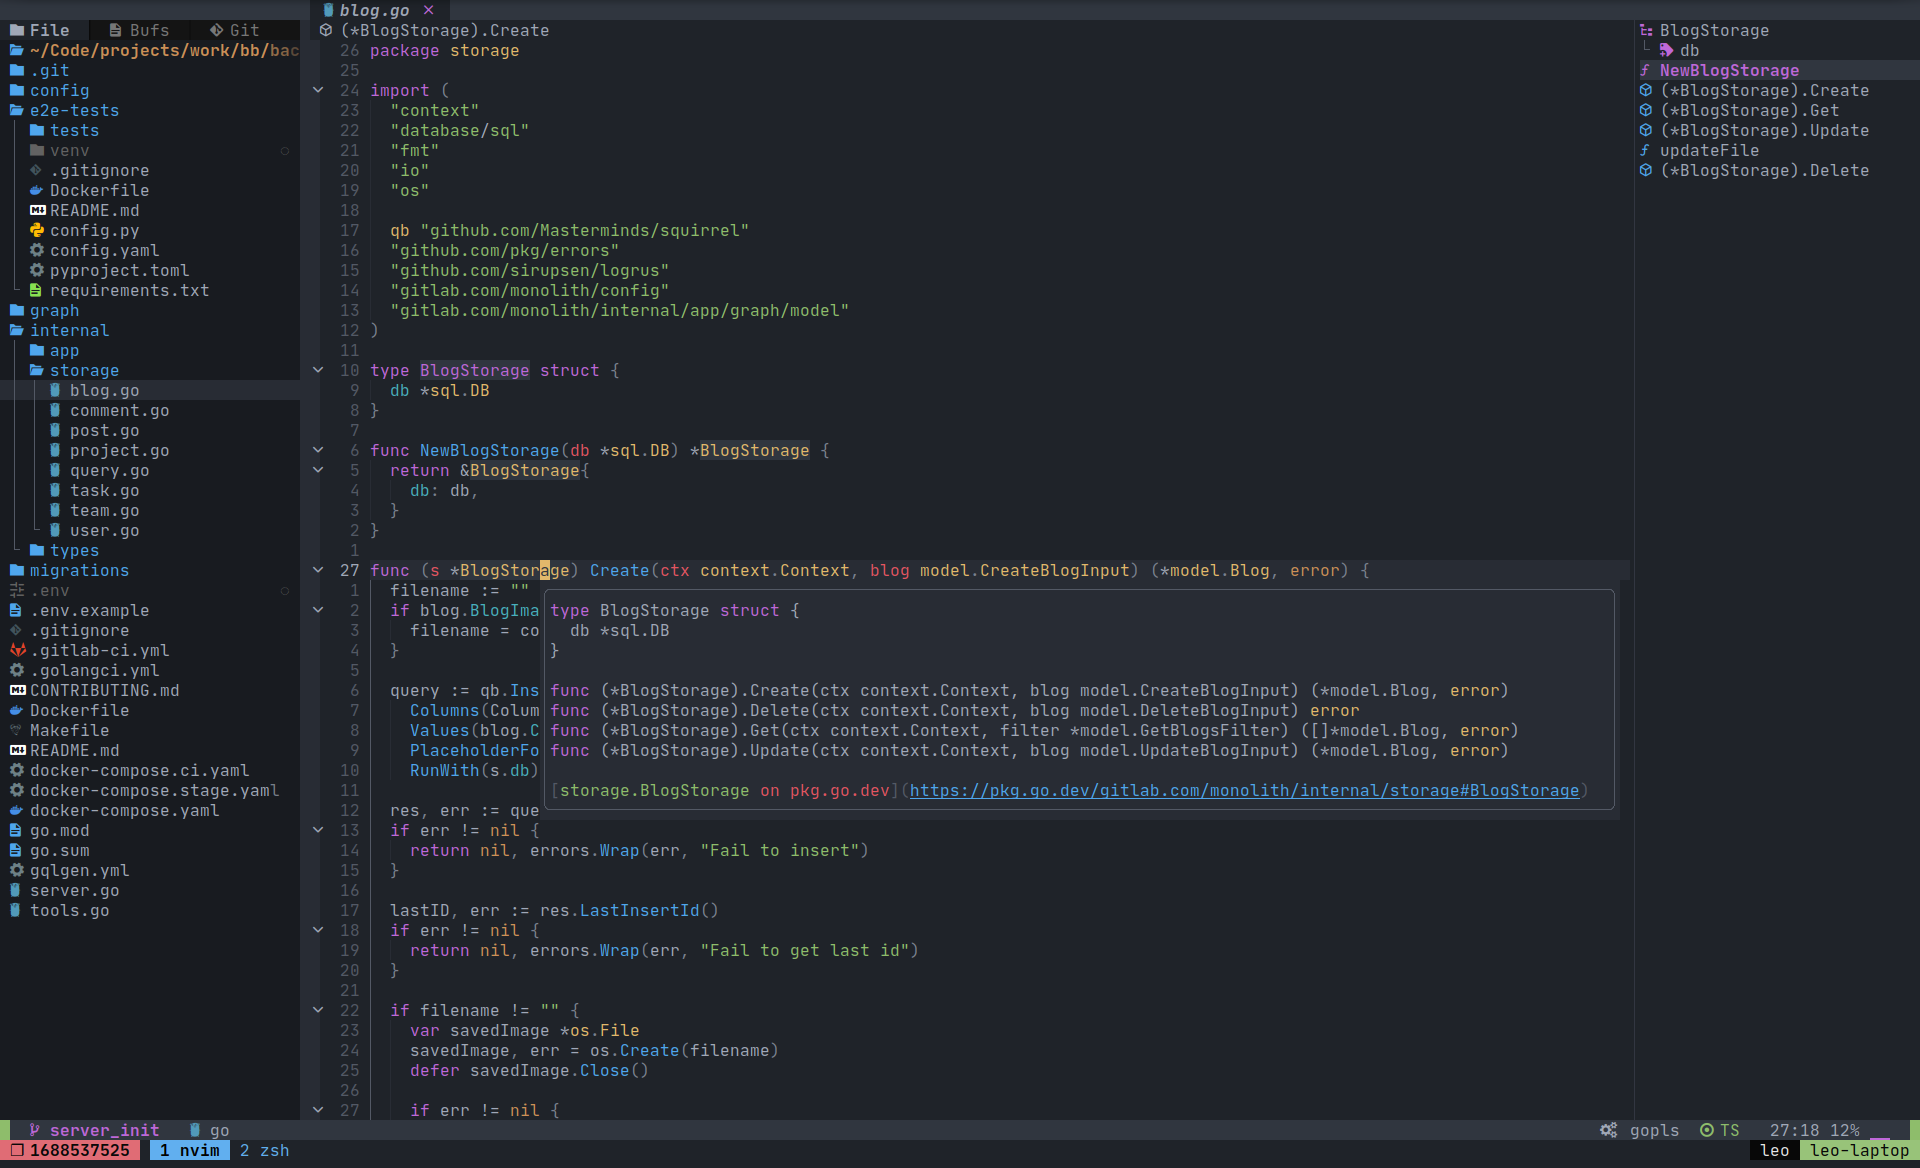 blog.go ×
File Bufs Git
~/Code/projects/work/bb/bac
.git
config
e2e-tests
tests
venv
.gitignore
Dockerfile
README.md
config.py
config.yaml
pyproject.toml
requirements.txt
graph
internal
app
storage
blog.go
comment.go
post.go
project.go
query.go
task.go
team.go
user.go
types
migrations
.env
.env.example
.gitignore
.gitlab-ci.yml
.golangci.yml
CONTRIBUTING.md
Dockerfile
Makefile
README.md
docker-compose.ci.yaml
docker-compose.stage.yaml
docker-compose.yaml
go.mod
go.sum
gqlgen.yml
server.go
tools.go
(*BlogStorage).Create
26 package storage
25
24 import (
23 "context"
22 "database/sql"
21 "fmt"
20 "io"
19 "os"
18
17 qb "github.com/Masterminds/squirrel"
16 "github.com/pkg/errors"
15 "github.com/sirupsen/logrus"
14 "gitlab.com/monolith/config"
13 "gitlab.com/monolith/internal/app/graph/model"
12 )
11
10 type BlogStorage struct {
9 db *sql.DB
8 }
7
6 func NewBlogStorage(db *sql.DB) *BlogStorage {
5 return &BlogStorage{
4 db: db,
3 }
2 }
1
27 func (s *BlogStorage) Create(ctx context.Context, blog model.CreateBlogInput) (*model.Blog, error) {
1 filename := ""
2 if blog.BlogIma
3 filename = co
4 }
5
6 query := qb.Ins
7 Columns(Colum
8 Values(blog.C
9 PlaceholderFo
10 RunWith(s.db)
11
12 res, err := que
13 if err != nil {
14 return nil, errors.Wrap(err, "Fail to insert")
15 }
16
17 lastID, err := res.LastInsertId()
18 if err != nil {
19 return nil, errors.Wrap(err, "Fail to get last id")
20 }
21
22 if filename != "" {
23 var savedImage *os.File
24 savedImage, err = os.Create(filename)
25 defer savedImage.Close()
26
27 if err != nil {
type BlogStorage struct {
db *sql.DB
}
func (*BlogStorage).Create(ctx context.Context, blog model.CreateBlogInput) (*model.Blog, error)
func (*BlogStorage).Delete(ctx context.Context, blog model.DeleteBlogInput) error
func (*BlogStorage).Get(ctx context.Context, filter *model.GetBlogsFilter) ([]*model.Blog, error)
func (*BlogStorage).Update(ctx context.Context, blog model.UpdateBlogInput) (*model.Blog, error)
[storage.BlogStorage on pkg.go.dev](https://pkg.go.dev/gitlab.com/monolith/internal/storage#BlogStorage)
BlogStorage
db
NewBlogStorage
(*BlogStorage).Create
(*BlogStorage).Get
(*BlogStorage).Update
updateFile
(*BlogStorage).Delete
server_init go gopls TS 27:18 12%
1688537525 1 nvim 2 zsh leo leo-laptop